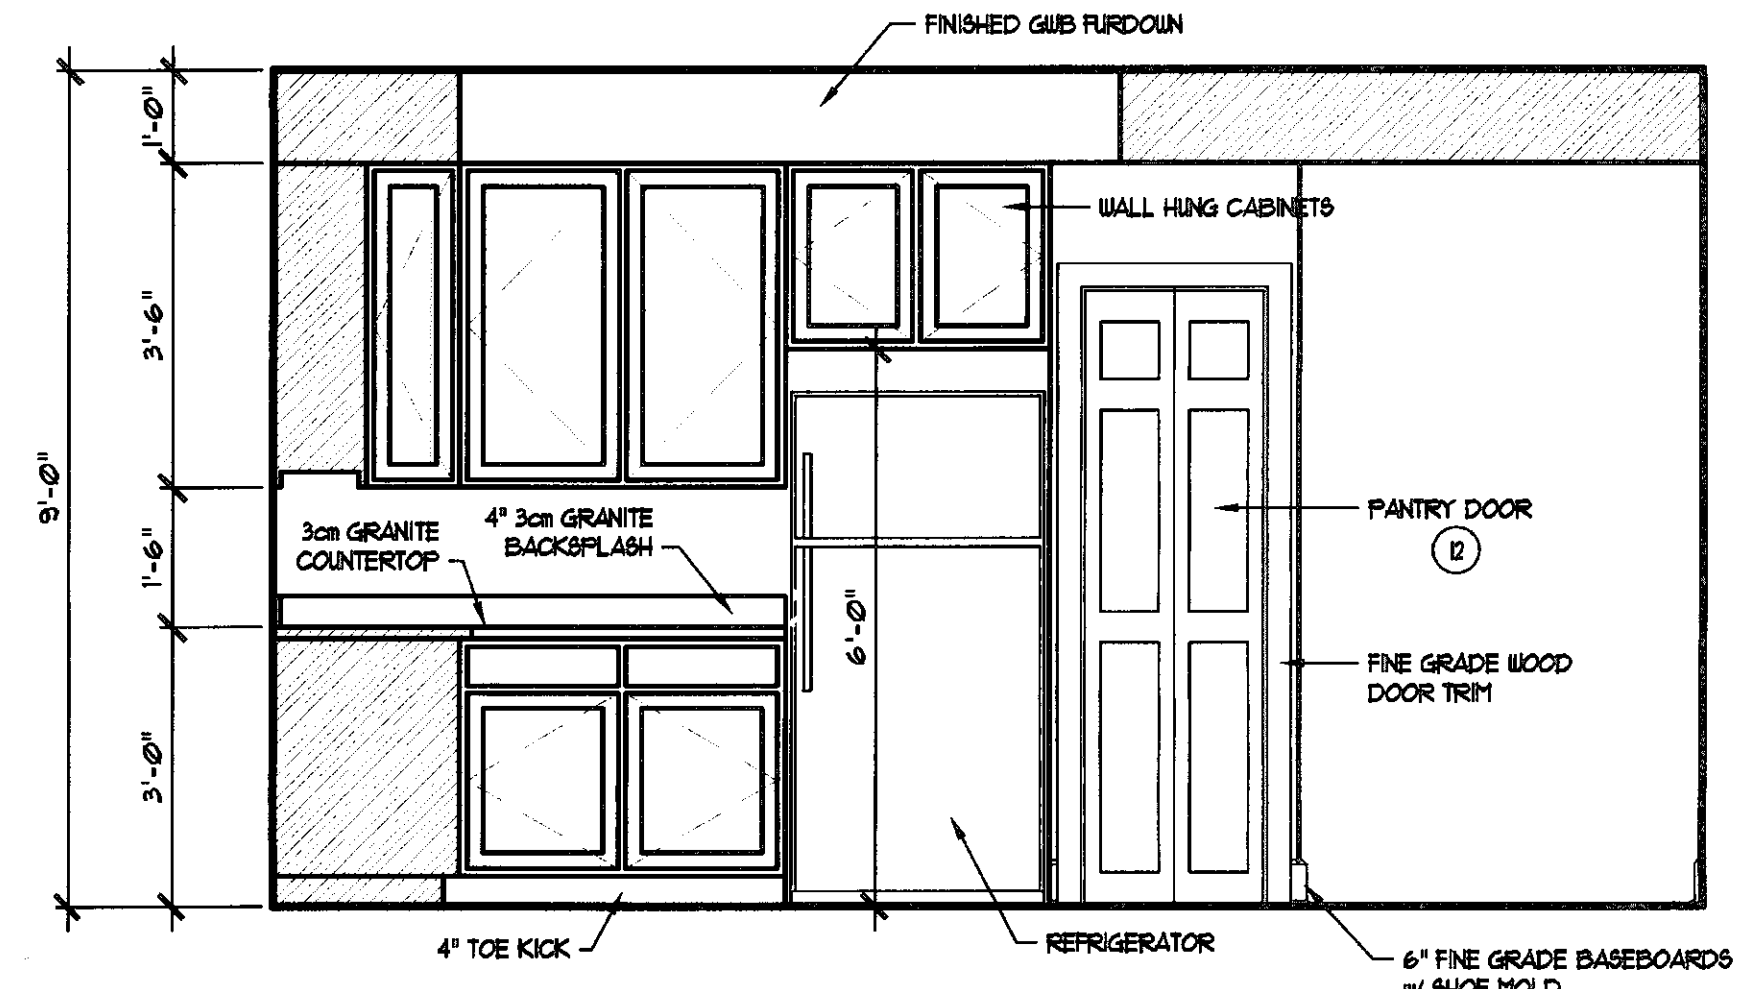 FINISHED GWB FURDOWN
1'-0"
WALL HUNG CABINETS
3'-6"
9'-0"
3cm GRANITE
COUNTERTOP
4" 3cm GRANITE
BACKSPLASH
PANTRY DOOR
12
1'-6"
6'-0"
FINE GRADE WOOD
DOOR TRIM
3'-0"
4" TOE KICK
REFRIGERATOR
6" FINE GRADE BASEBOARDS
W/ SHOE MOLD